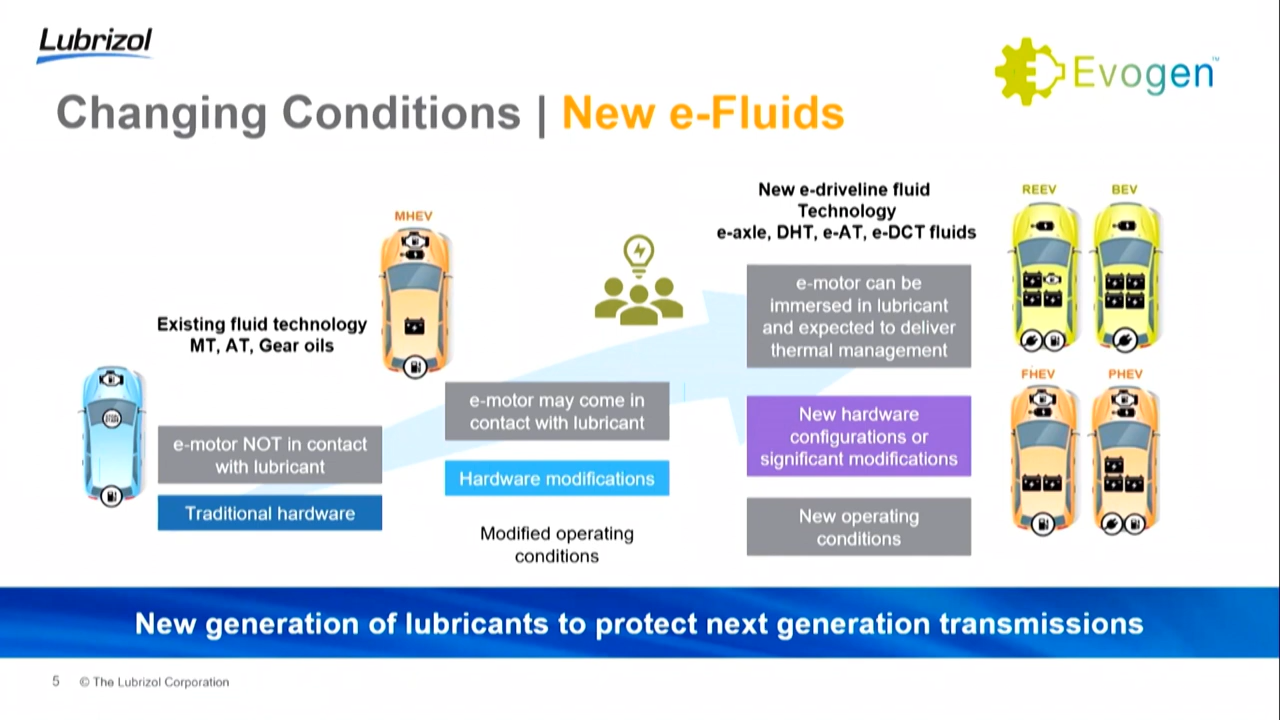 Lubrizol
Evogen™
Changing Conditions | New e-Fluids
New e-driveline fluid
Technology
e-axle, DHT, e-AT, e-DCT fluids
REEV
BEV
MHEV
e-motor can be
immersed in lubricant
and expected to deliver
thermal management
Existing fluid technology
MT, AT, Gear oils
FHEV
PHEV
e-motor may come in
contact with lubricant
New hardware
configurations or
significant modifications
e-motor NOT in contact
with lubricant
Hardware modifications
Traditional hardware
New operating
conditions
Modified operating
conditions
New generation of lubricants to protect next generation transmissions
5 © The Lubrizol Corporation